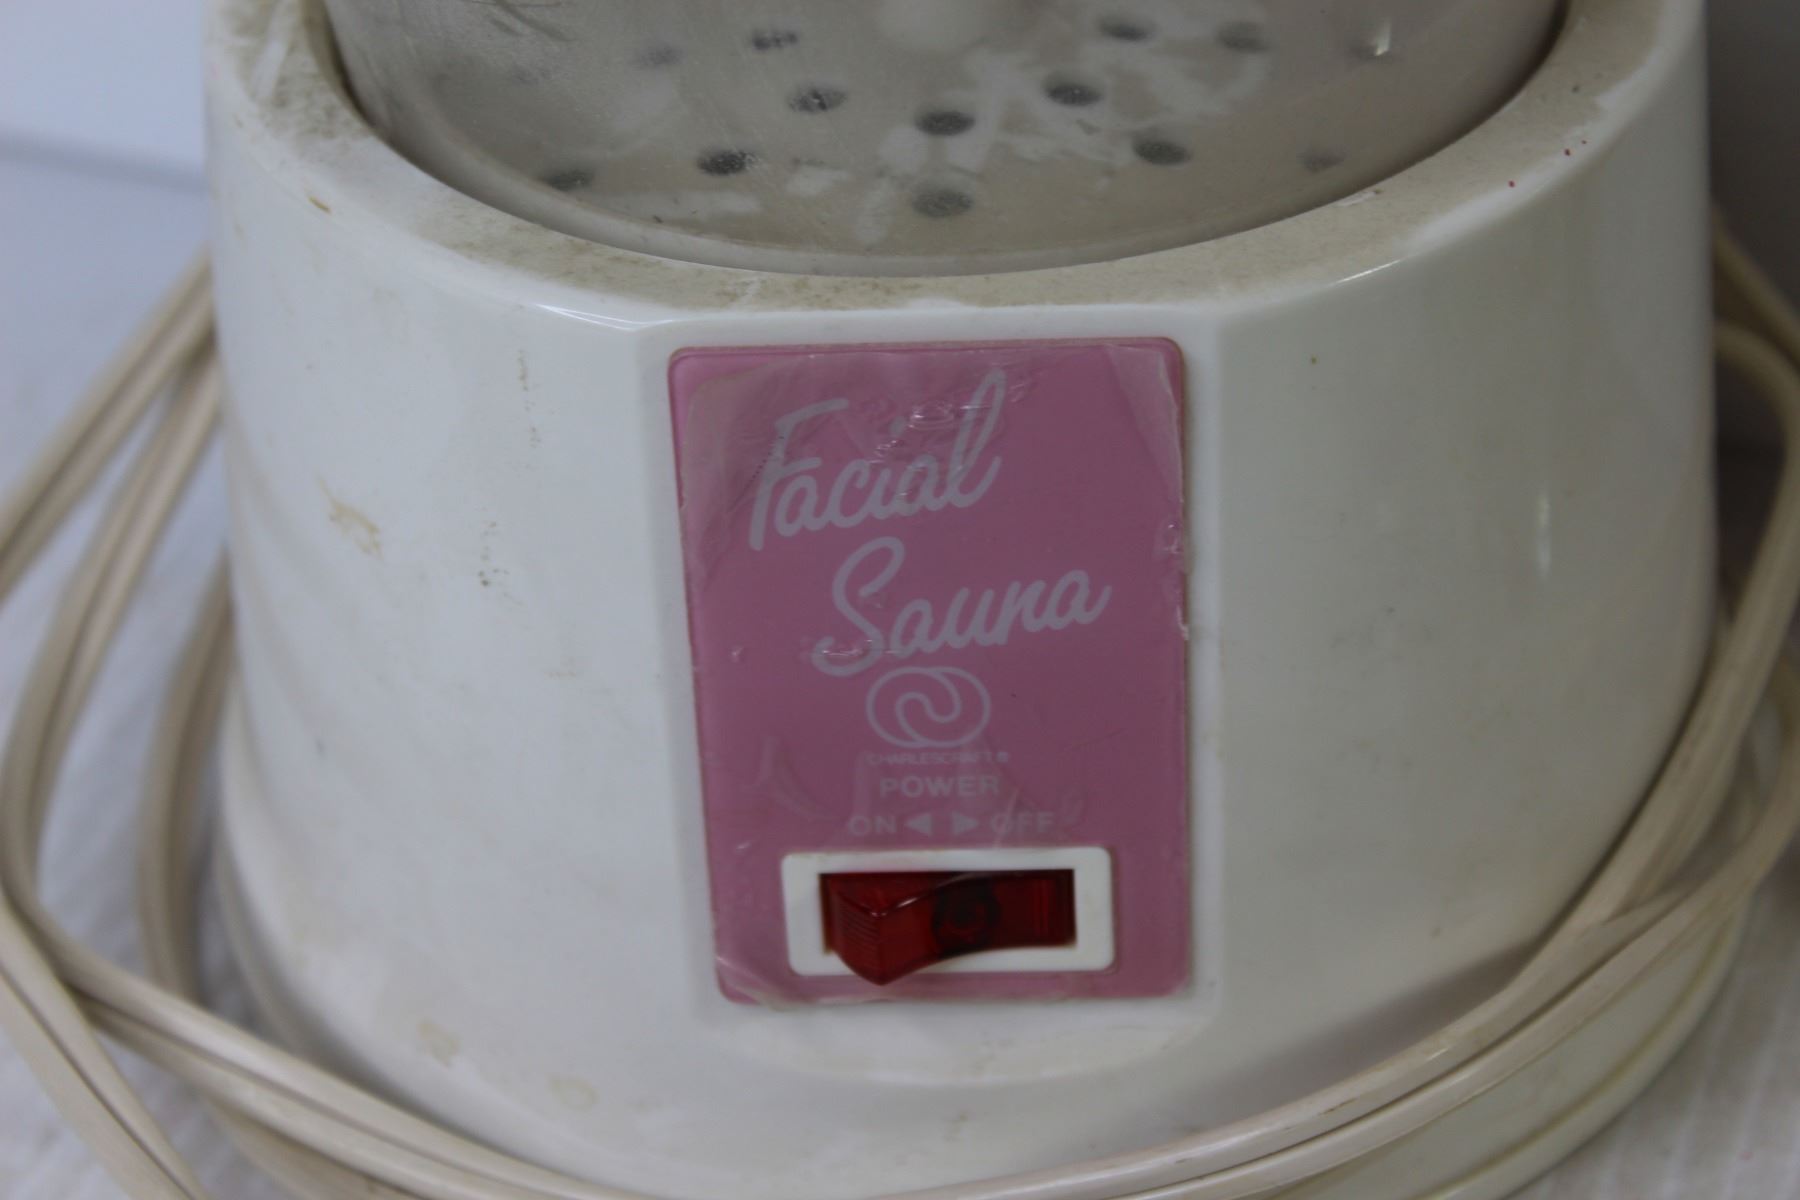 Facial
Sauna
CHARLESCRAFT®
POWER
ON ◀ ▶ OFF